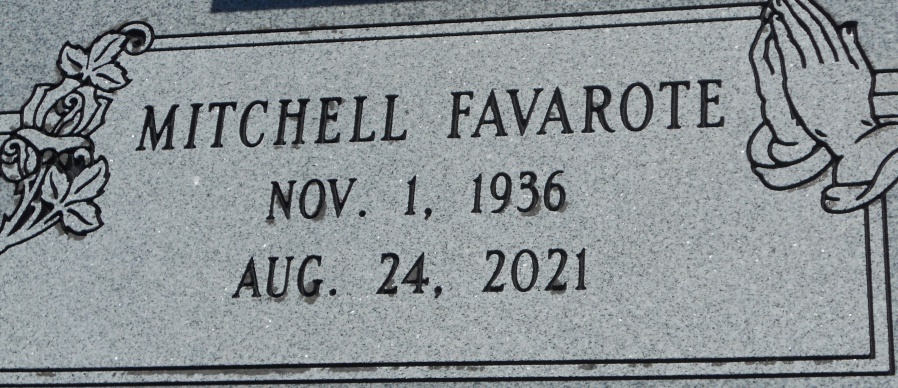 MITCHELL FAVAROTE
NOV. 1, 1936
AUG. 24, 2021